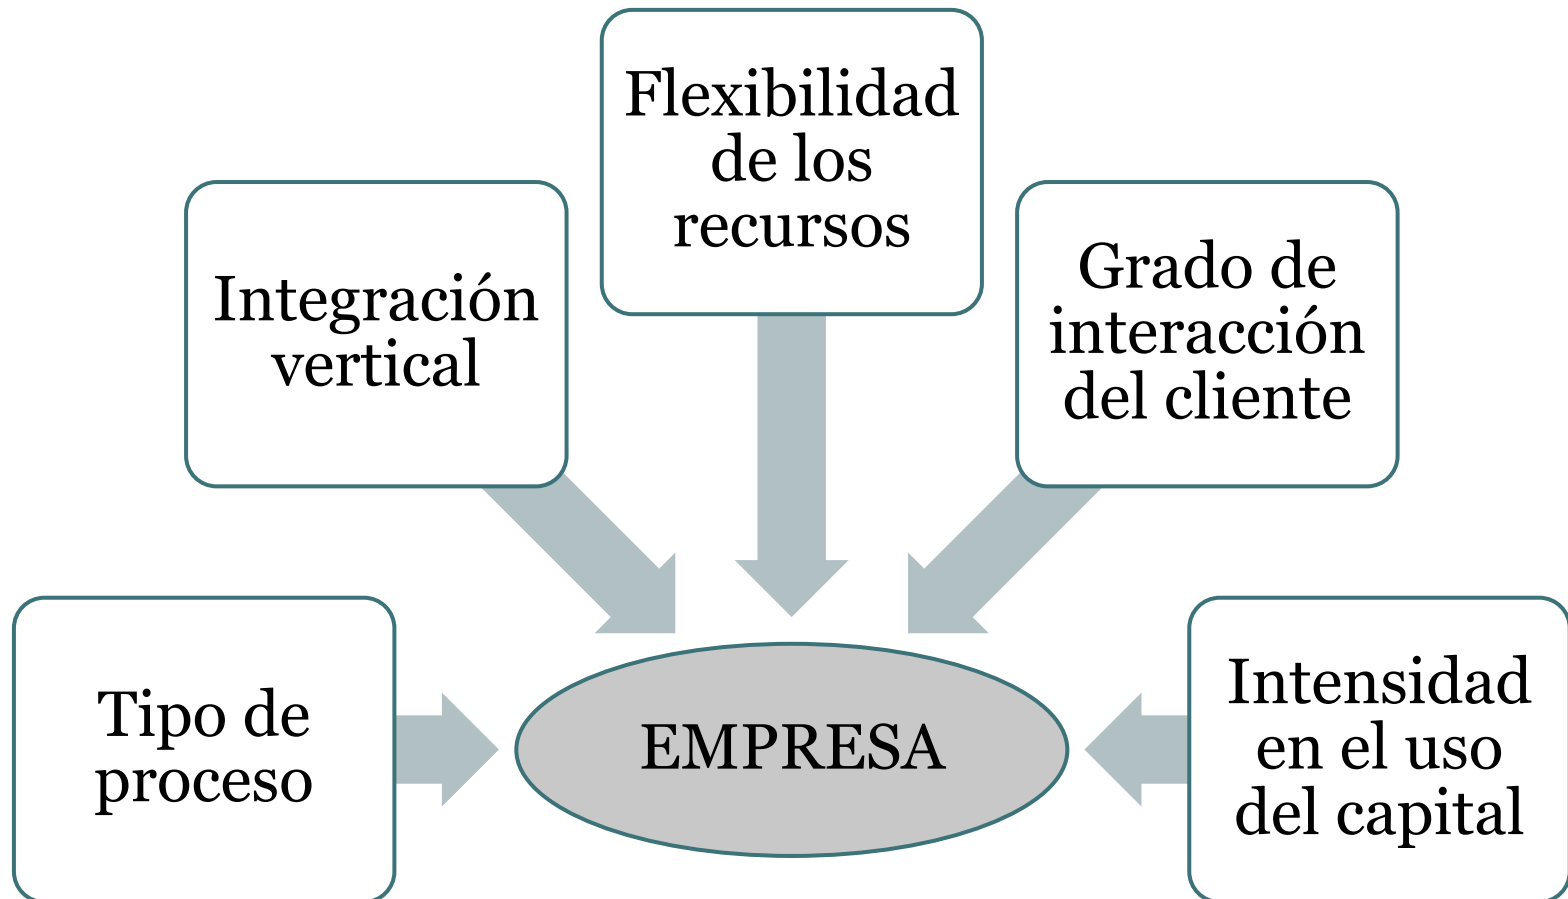 Flexibilidad
de los
recursos
Integración
vertical
Grado de
interacción
del cliente
Tipo de
proceso
EMPRESA
Intensidad
en el uso
del capital